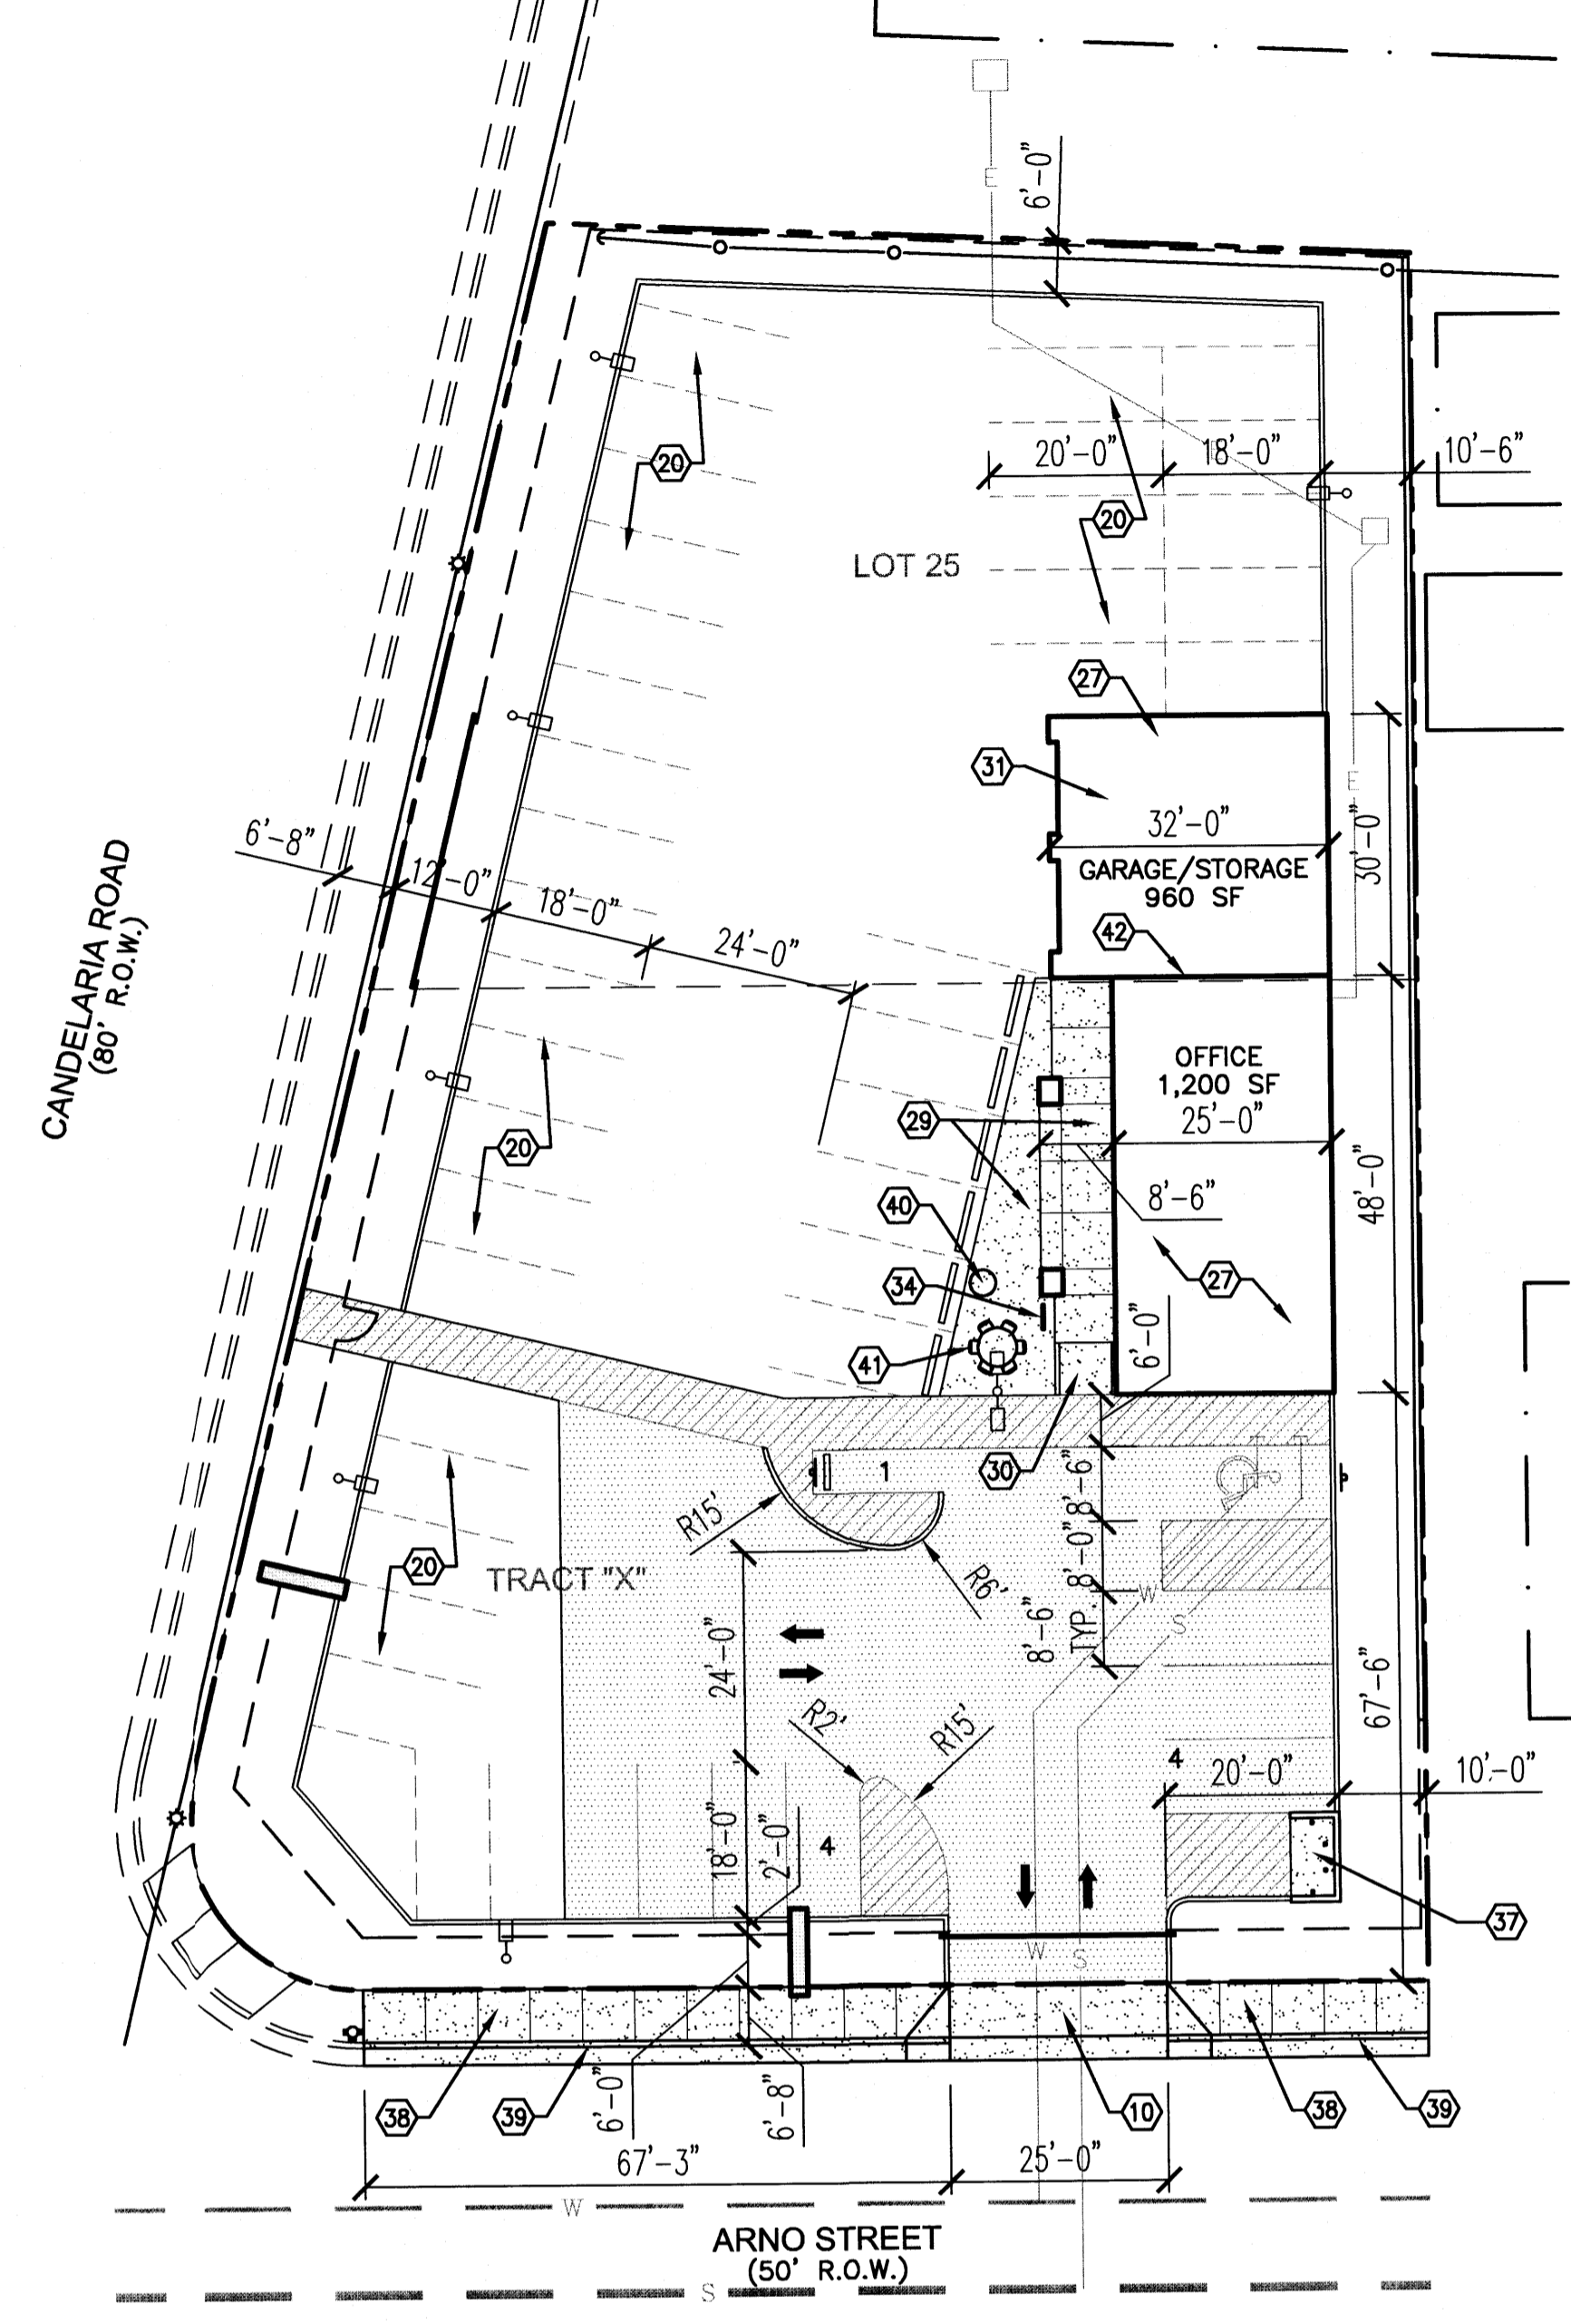 E
6'-0"
20
20'-0"
18'-0"
10'-6"
20
LOT 25
27
31
32'-0"
E
30'-0"
GARAGE/STORAGE
960 SF
6'-8"
12'-0"
18'-0"
24'-0"
42
CANDELARIA ROAD
(80' R.O.W.)
OFFICE
1,200 SF
25'-0"
29
20
8'-6"
48'-0"
40
34
27
41
6'-0"
30
1
8'-6"
R15'
8'-0"
R6'
20
TRACT "X"
W
S
8'-6"
TYP.
24'-0"
67'-6"
R2'
R15'
4
20'-0"
10'-0"
18'-0"
2'-0"
4
37
W
S
38
39
6'-0"
6'-8"
10
38
39
67'-3"
25'-0"
W
ARNO STREET
(50' R.O.W.)
S